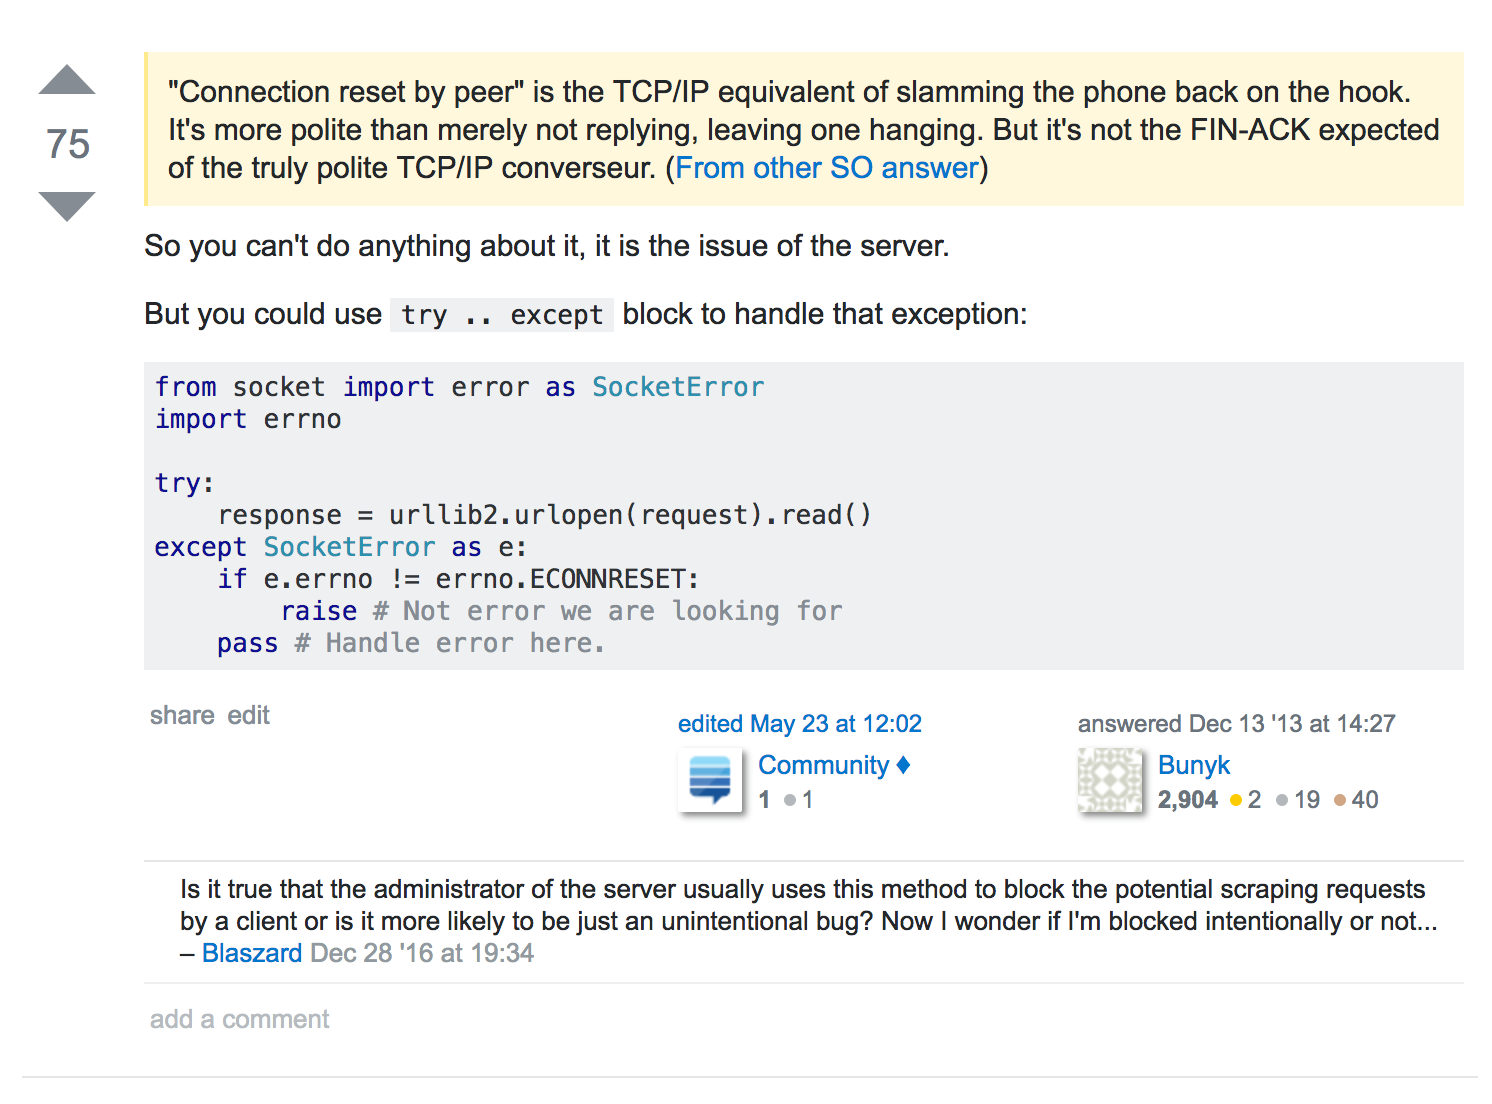 "Connection reset by peer" is the TCP/IP equivalent of slamming the phone back on the hook.
It's more polite than merely not replying, leaving one hanging. But it's not the FIN-ACK expected
of the truly polite TCP/IP converseur. (From other SO answer)
75
So you can't do anything about it, it is the issue of the server.
But you could use try .. except block to handle that exception:
from socket import error as SocketError
import errno
try:
    response = urllib2.urlopen(request).read()
except SocketError as e:
    if e.errno != errno.ECONNRESET:
        raise # Not error we are looking for
    pass # Handle error here.
share edit
edited May 23 at 12:02
Community ♦
1 ● 1
answered Dec 13 '13 at 14:27
Bunyk
2,904 ● 2 ● 19 ● 40
Is it true that the administrator of the server usually uses this method to block the potential scraping requests
by a client or is it more likely to be just an unintentional bug? Now I wonder if I'm blocked intentionally or not...
– Blaszard Dec 28 '16 at 19:34
add a comment